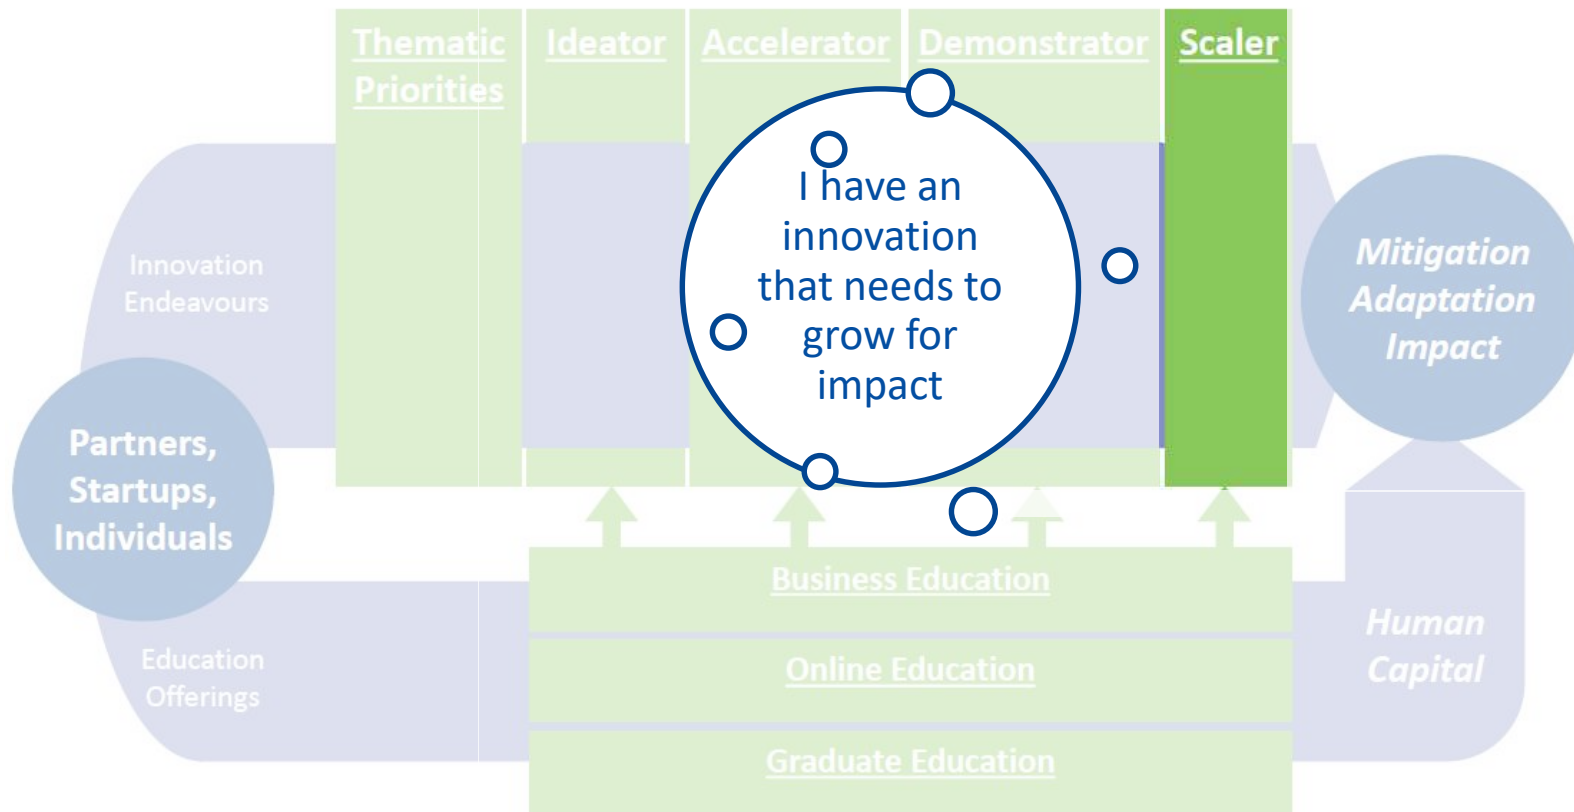 Thematic
Priorities
Ideator
Accelerator
Demonstrator
Scaler
I have an
innovation
that needs to
grow for
impact
Innovation
Endeavours
Mitigation
Adaptation
Impact
Partners,
Startups,
Individuals
Business Education
Online Education
Graduate Education
Education
Offerings
Human
Capital